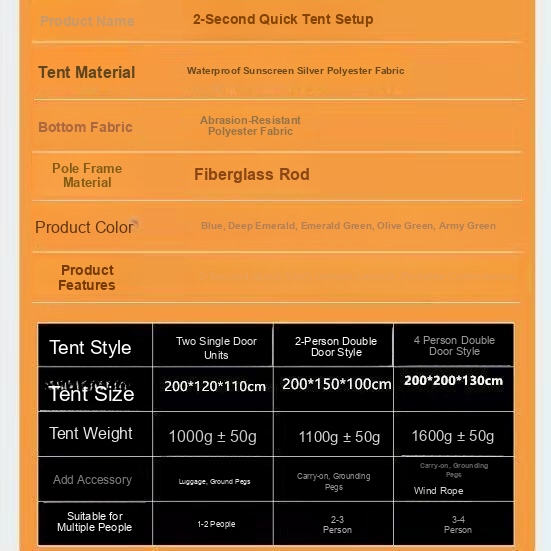 Product Name
2-Second Quick Tent Setup
Tent Material
Waterproof Sunscreen Silver Polyester Fabric
Bottom Fabric
Abrasion-Resistant
Polyester Fabric
Pole Frame
Material
Fiberglass Rod
Product Color
Blue, Deep Emerald, Emerald Green, Olive Green, Army Green
Product
Features
Tent Style
Two Single Door
Units
2-Person Double
Door Style
4 Person Double
Door Style
Tent Size
200*120*110cm
200*150*100cm
200*200*130cm
Tent Weight
1000g ± 50g
1100g ± 50g
1600g ± 50g
Add Accessory
Luggage, Ground Pegs
Carry-on, Grounding
Pegs
Carry-on, Grounding
Pegs
Wind Rope
Suitable for
Multiple People
1-2 People
2-3
Person
3-4
Person